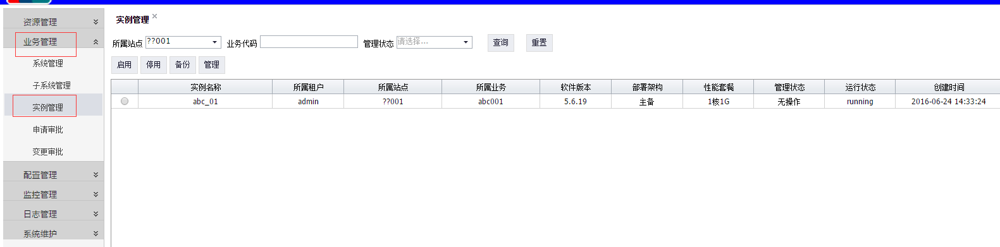 资源管理
业务管理
系统管理
子系统管理
实例管理
申请审批
变更审批
配置管理
监控管理
日志管理
系统维护
实例管理
所属站点 ??001 业务代码 管理状态 请选择... 查询 重置
启用 停用 备份 管理
实例名称 所属租户 所属站点 所属业务 软件版本 部署架构 性能套餐 管理状态 运行状态 创建时间
abc_01 admin ??001 abc001 5.6.19 主备 1核1G 无操作 running 2016-06-24 14:33:24